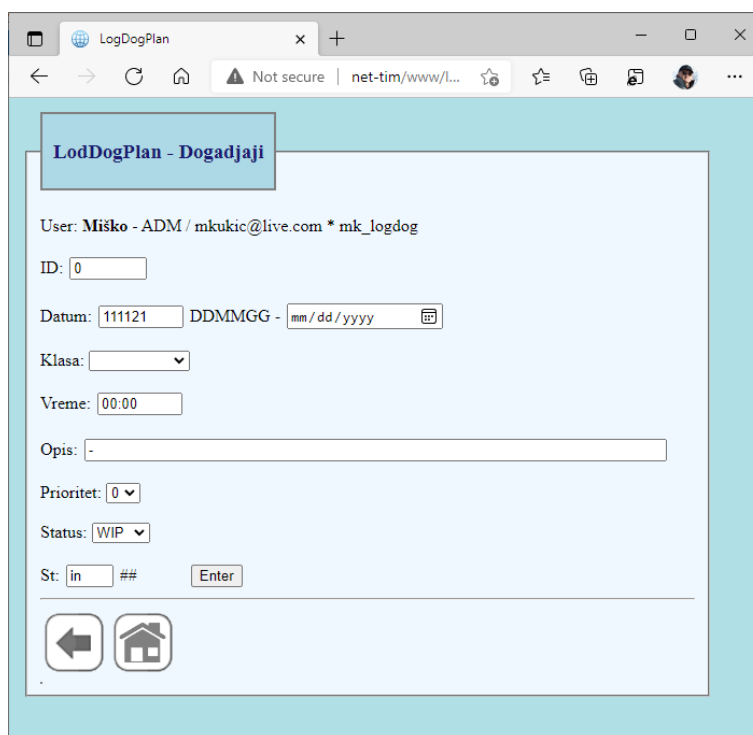 LogDogPlan
Not secure | net-tim/www/l...
LodDogPlan - Dogadjaji
User: Miško - ADM / mkukic@live.com * mk_logdog
ID: 0
Datum: 111121 DDMMGG - mm/dd/yyyy
Klasa:
Vreme: 00:00
Opis: -
Prioritet: 0
Status: WIP
St: in ## Enter
.